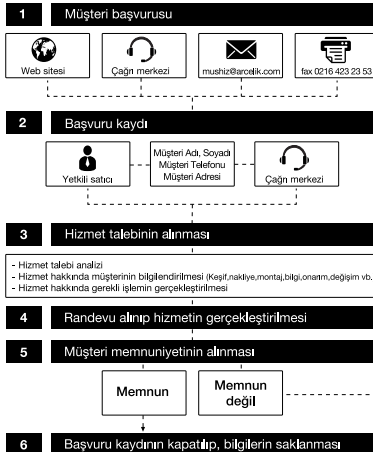 1 Müşteri başvurusu
Web sitesi
Çağrı merkezi
mushiz@arcelik.com
fax 0216 423 23 53
2 Başvuru kaydı
Yetkili satıcı
Müşteri Adı, Soyadı
Müşteri Telefonu
Müşteri Adresi
Çağrı merkezi
3 Hizmet talebinin alınması
- Hizmet talebi analizi
- Hizmet hakkında müşterinin bilgilendirilmesi (Keşif,nakliye,montaj,bilgi,onarım,değişim vb.
- Hizmet hakkında gerekli işlemin gerçekleştirilmesi
4 Randevu alınıp hizmetin gerçekleştirilmesi
5 Müşteri memnuniyetinin alınması
Memnun
Memnun
değil
6 Başvuru kaydının kapatılıp, bilgilerin saklanması